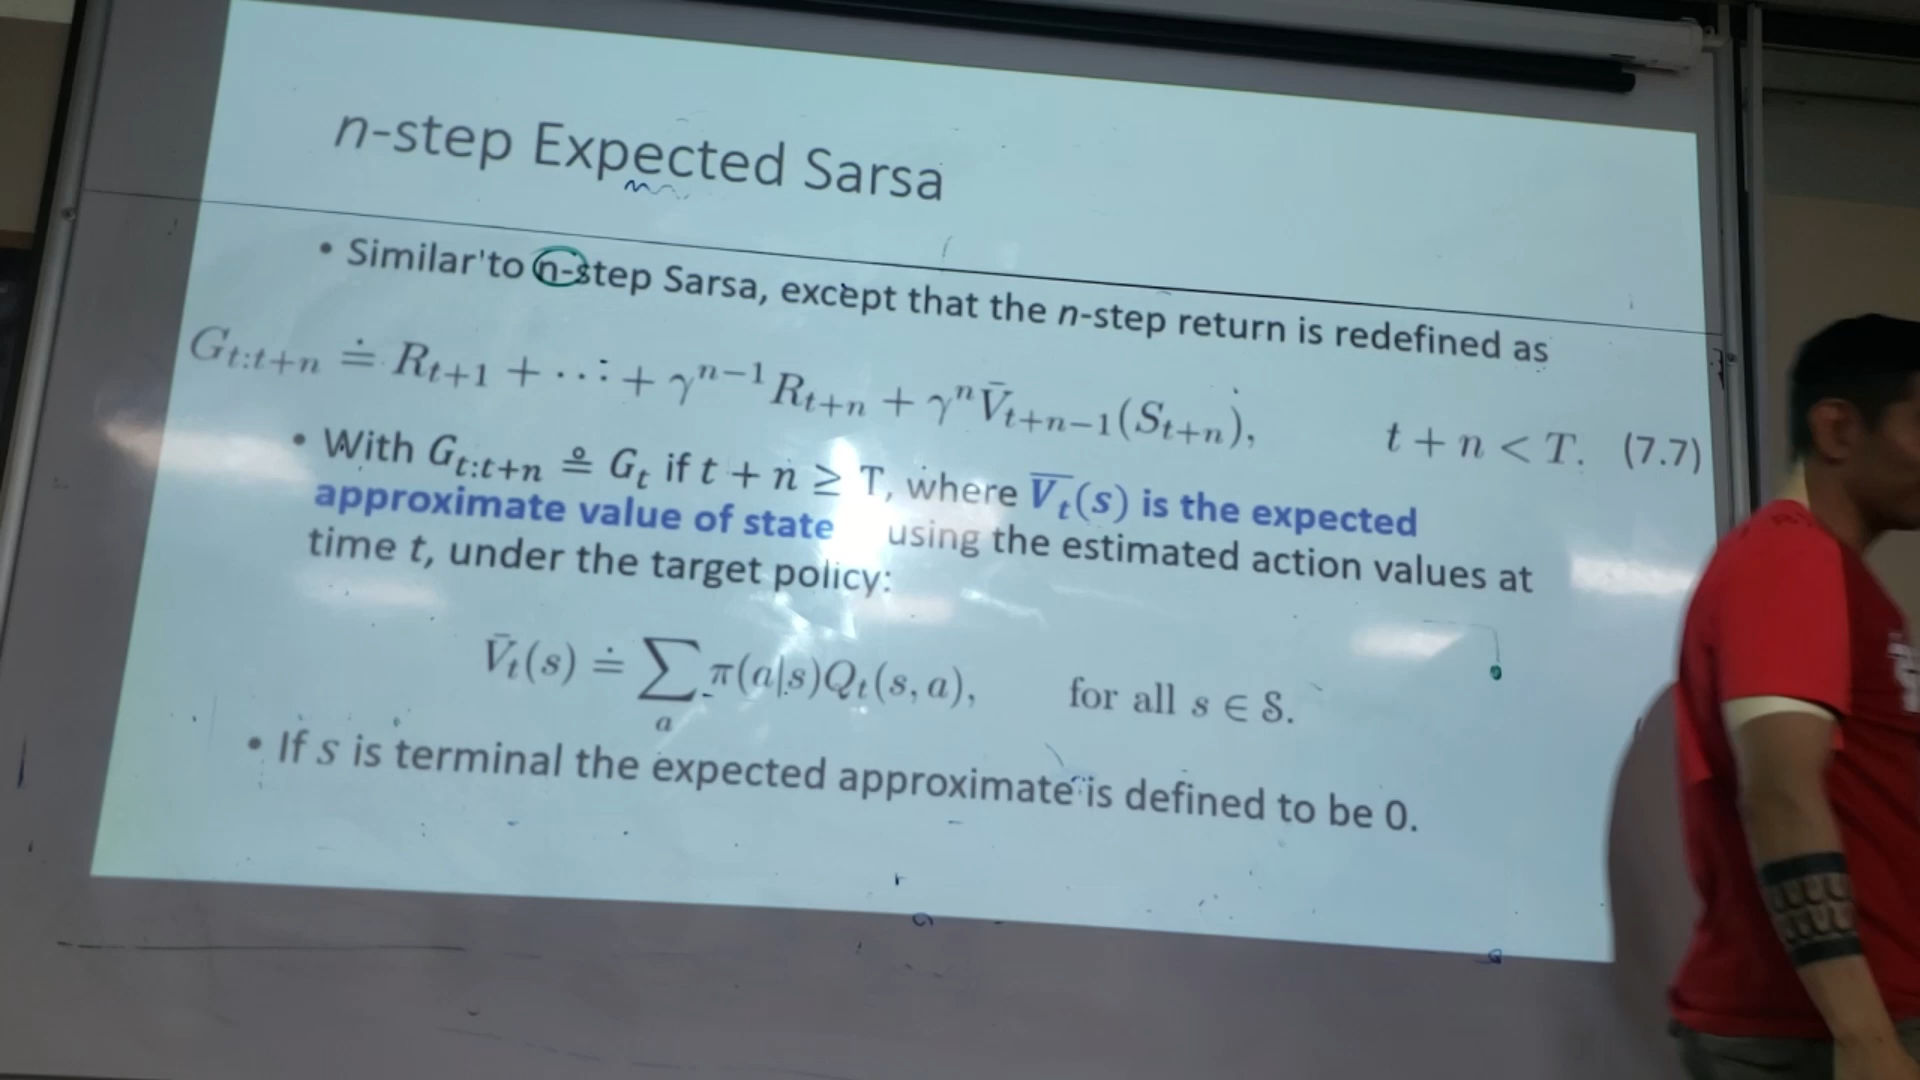 n-step Expected Sarsa
• Similar to n-step Sarsa, except that the n-step return is redefined as
G_{t:t+n} ≐ R_{t+1} + ··· + γ^{n−1} R_{t+n} + γ^n V̄_{t+n−1}(S_{t+n}), t + n < T. (7.7)
• With G_{t:t+n} ≗ G_t if t + n ≥ T, where V̄_t(s) is the expected
approximate value of state using the estimated action values at
time t, under the target policy:
V̄_t(s) ≐ ∑_a π(a|s)Q_t(s, a), for all s ∈ S.
• If s is terminal the expected approximate is defined to be 0.